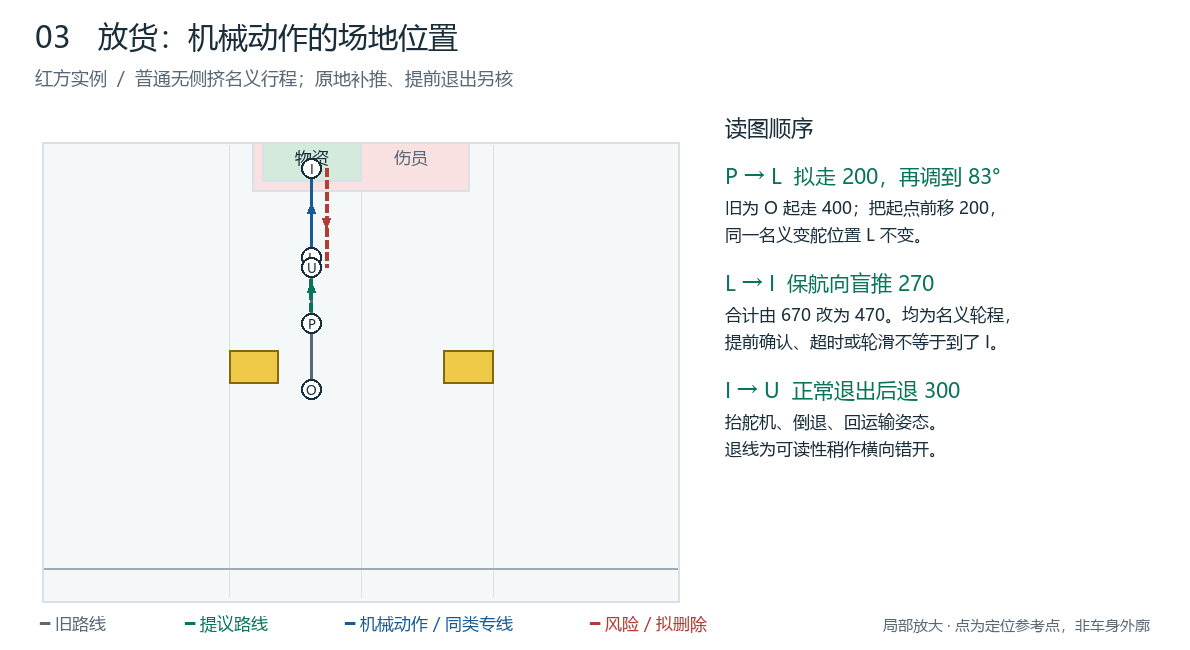 03 放货：机械动作的场地位置
红方实例 / 普通无侧挤名义行程；原地补推、提前退出另核
物资
伤员
I
U
P
O
读图顺序
P → L 拟走 200，再调到 83°
旧为 O 起走 400；把起点前移 200，
同一名义变舵位置 L 不变。
L → I 保航向盲推 270
合计由 670 改为 470。均为名义轮程，
提前确认、超时或轮滑不等于到了 I。
I → U 正常退出后退 300
抬舵机、倒退、回运输姿态。
退线为可读性稍作横向错开。
旧路线
提议路线
机械动作 / 同类专线
风险 / 拟删除
局部放大 · 点为定位参考点，非车身外廓